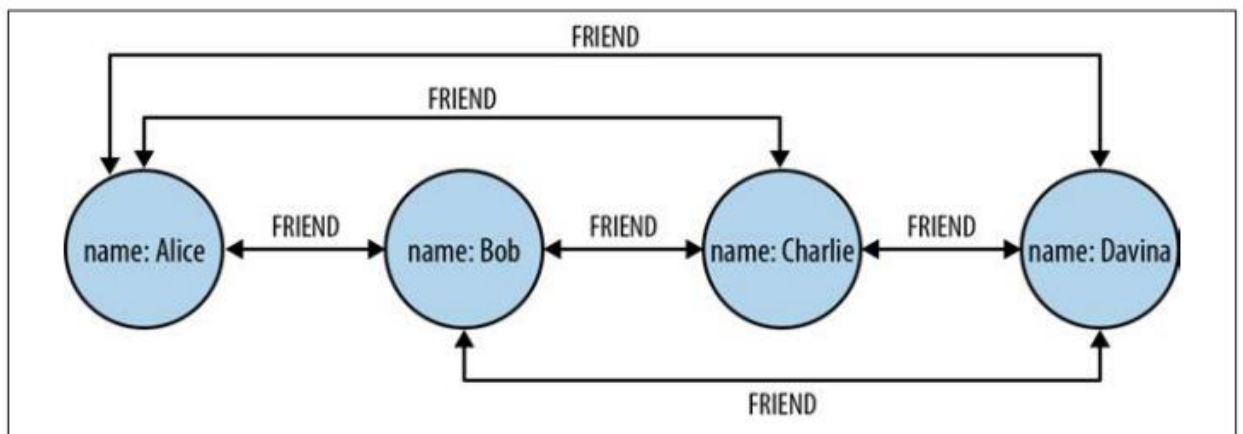 FRIEND
FRIEND
FRIEND
FRIEND
FRIEND
name: Alice
name: Bob
name: Charlie
name: Davina
FRIEND